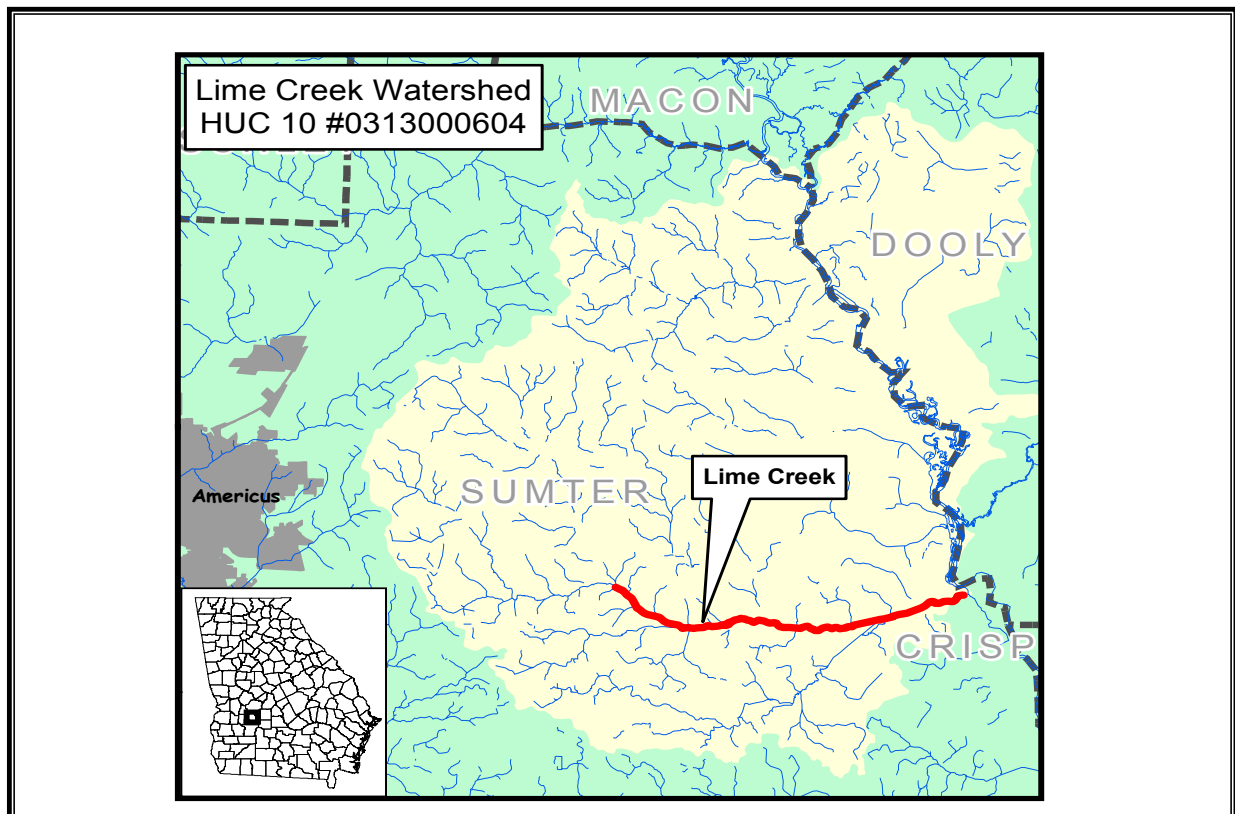 Lime Creek Watershed
HUC 10 #0313000604
MACON
DOOLY
SUMTER
Lime Creek
Americus
CRISP